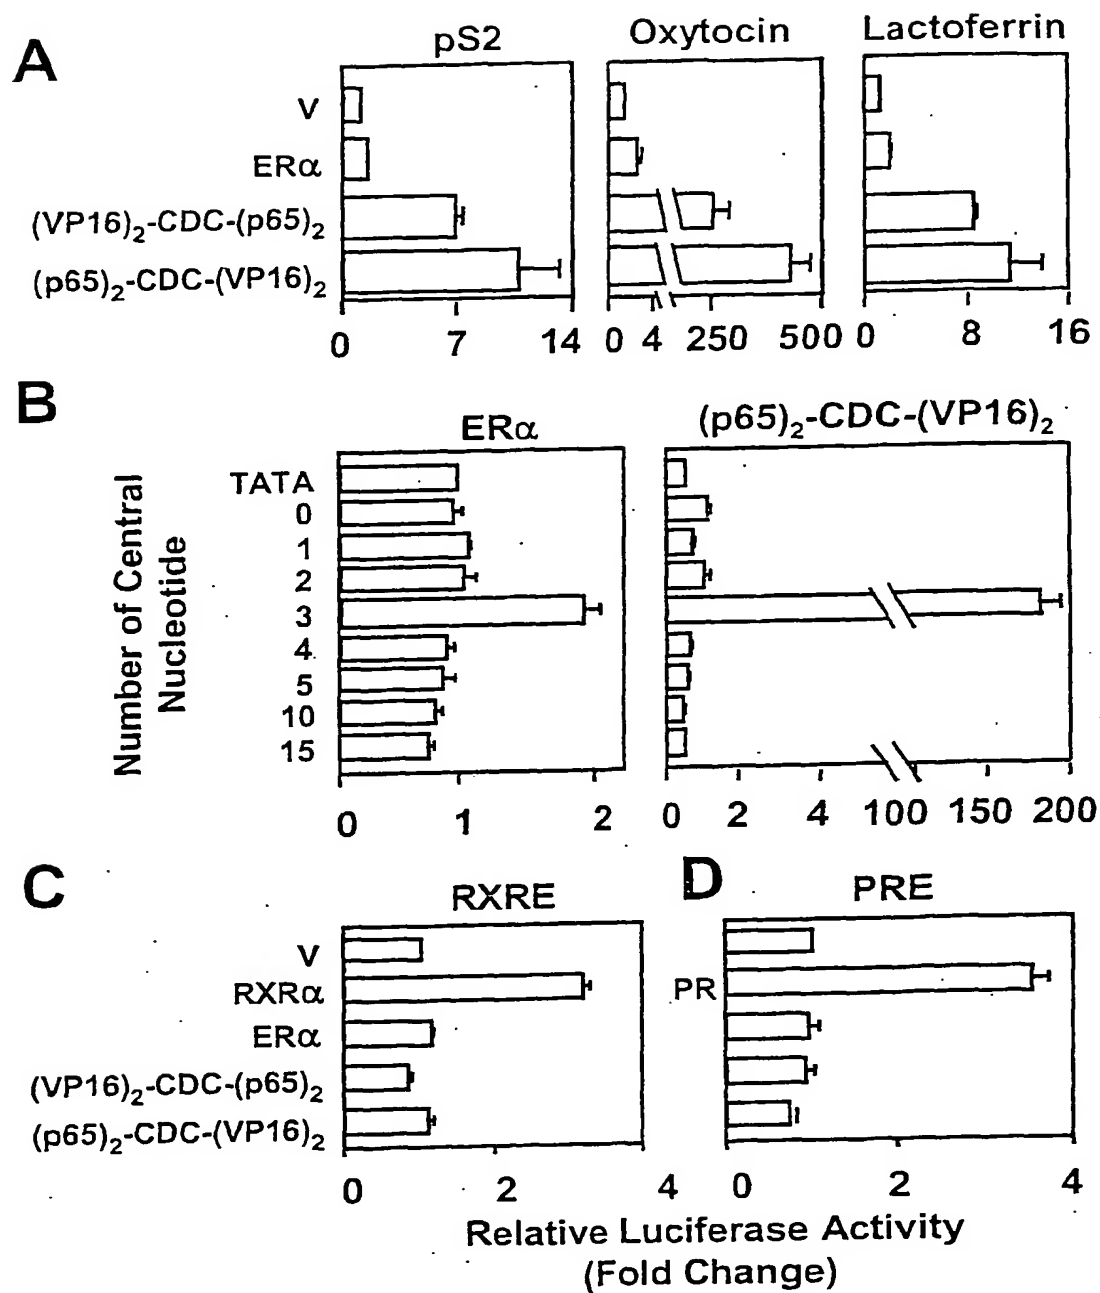 A
pS2 Oxytocin Lactoferrin
V
ERα
(VP16)₂-CDC-(p65)₂
(p65)₂-CDC-(VP16)₂
0 7 14 0 4 250 500 0 8 16
B
ERα (p65)₂-CDC-(VP16)₂
Number of Central
Nucleotide
TATA
0
1
2
3
4
5
10
15
0 1 2 0 2 4 100 150 200
C
RXRE
V
RXRα
ERα
(VP16)₂-CDC-(p65)₂
(p65)₂-CDC-(VP16)₂
0 2 4
D
PRE
PR
0 2 4
Relative Luciferase Activity
(Fold Change)